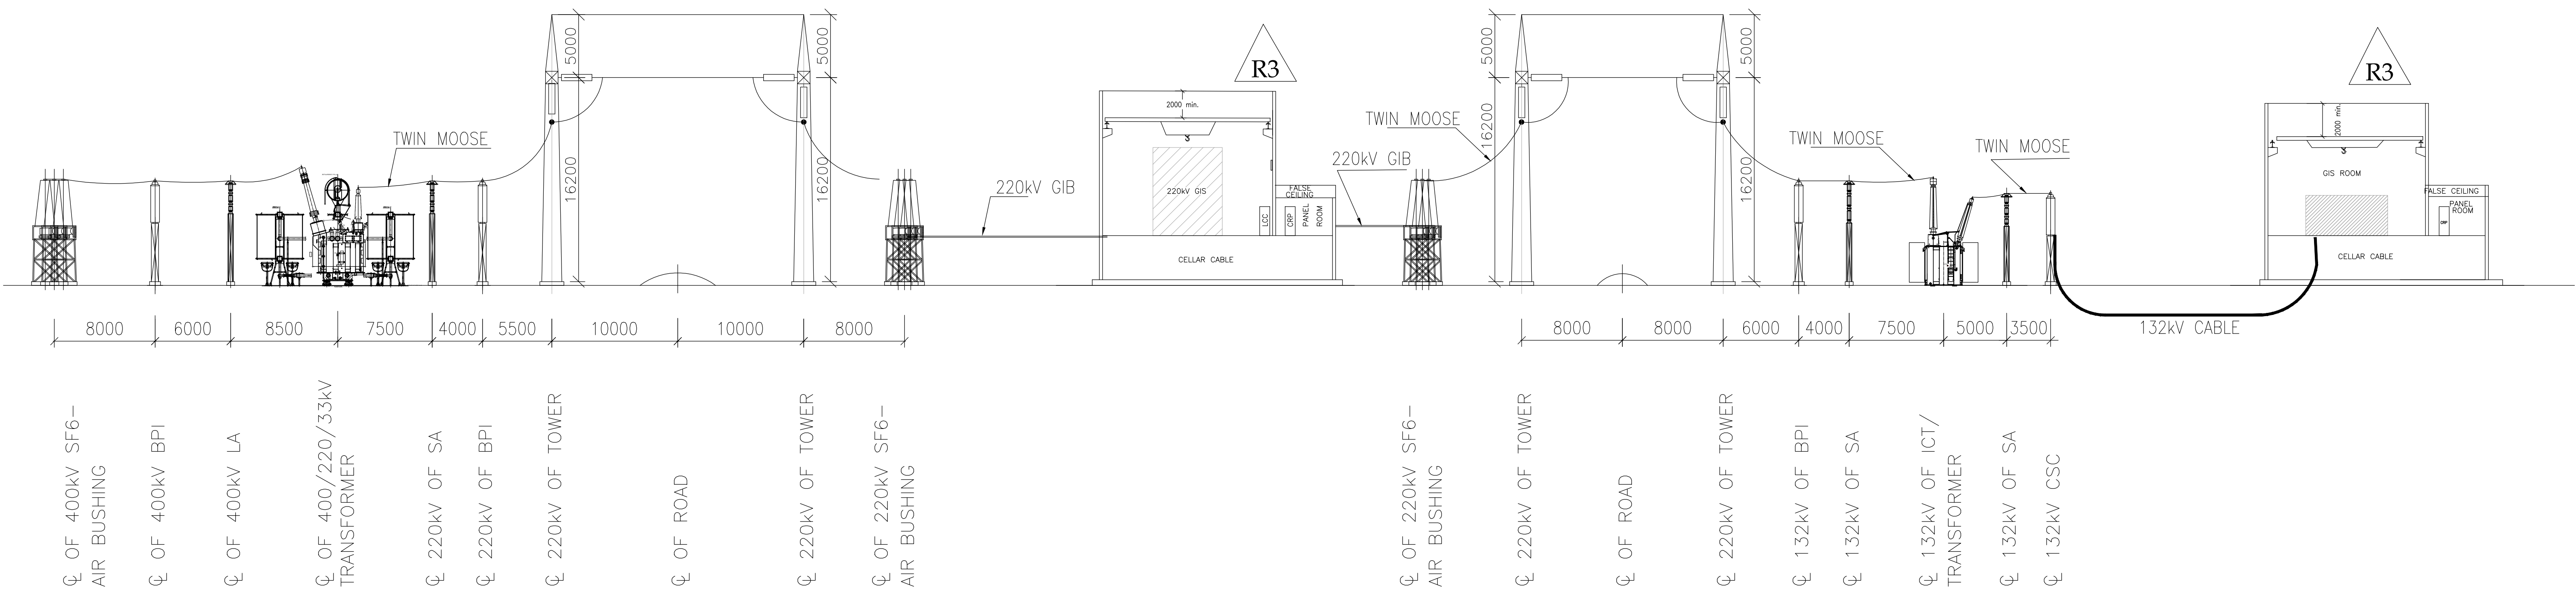 5000
5000
R3
5000
5000
R3
2000 min.
2000 min.
TWIN MOOSE
TWIN MOOSE
TWIN MOOSE
TWIN MOOSE
16200
16200
16200
16200
220kV GIB
220kV GIB
220kV GIS
FALSE
CEILING
LCC
CRP
PANEL
ROOM
CELLAR CABLE
GIS ROOM
FALSE CEILING
PANEL
ROOM
CRP
CELLAR CABLE
8000
6000
8500
7500
4000
5500
10000
10000
8000
8000
8000
6000
4000
7500
5000
3500
132kV CABLE
℄ OF 400kV SF6-
AIR BUSHING
℄ OF 400kV BPI
℄ OF 400kV LA
℄ OF 400/220/33kV
TRANSFORMER
℄ 220kV OF SA
℄ 220kV OF BPI
℄ 220kV OF TOWER
℄ OF ROAD
℄ 220kV OF TOWER
℄ OF 220kV SF6-
AIR BUSHING
℄ OF 220kV SF6-
AIR BUSHING
℄ 220kV OF TOWER
℄ OF ROAD
℄ 220kV OF TOWER
℄ 132kV OF BPI
℄ 132kV OF SA
℄ 132kV OF ICT/
TRANSFORMER
℄ 132kV OF SA
℄ 132kV CSC